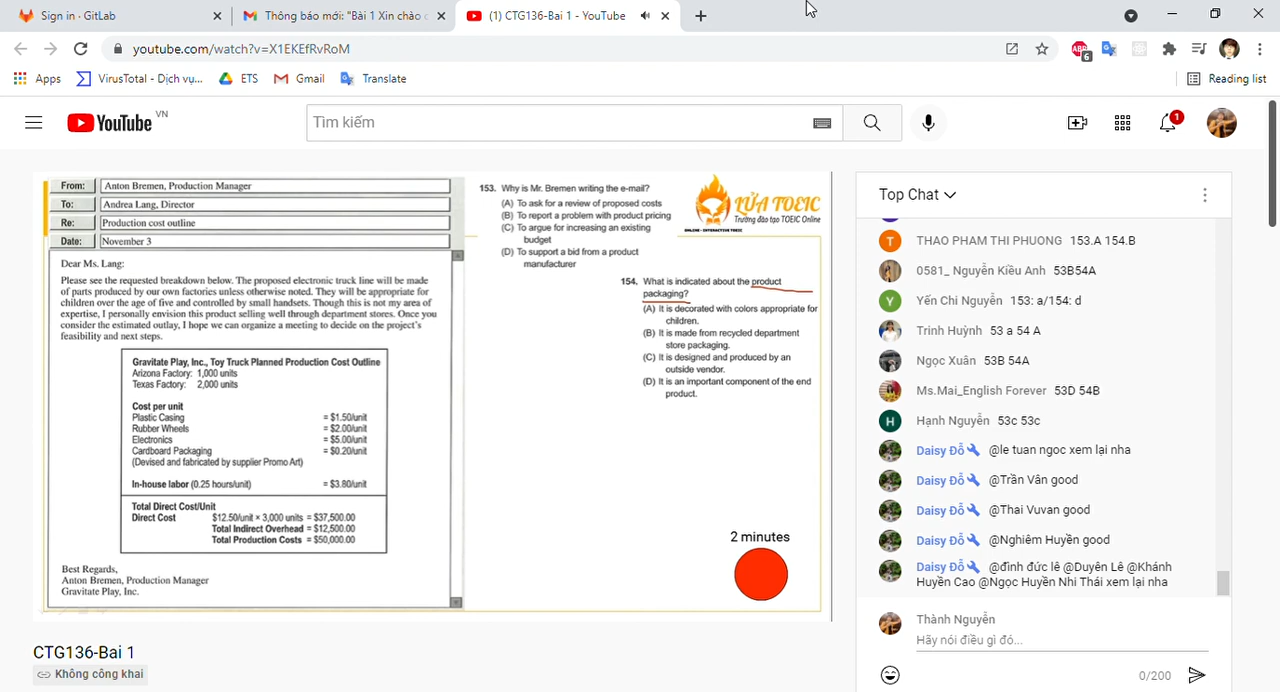 Sign in · GitLab
Thông báo mới: "Bài 1 Xin chào c
(1) CTG136-Bai 1 - YouTube
youtube.com/watch?v=X1EKEfRvRoM
ABP
6
Apps
VirusTotal - Dịch vụ...
ETS
Gmail
Translate
Reading list
YouTube
VN
Tìm kiếm
1
From:
Anton Bremen, Production Manager
To:
Andrea Lang, Director
Re:
Production cost outline
Date:
November 3
Dear Ms. Lang:
Please see the requested breakdown below. The proposed electronic truck line will be made
of parts produced by our own factories unless otherwise noted. They will be appropriate for
children over the age of five and controlled by small handsets. Though this is not my area of
expertise, I personally envision this product selling well through department stores. Once you
consider the estimated outlay, I hope we can organize a meeting to decide on the project's
feasibility and next steps.
Gravitate Play, Inc., Toy Truck Planned Production Cost Outline
Arizona Factory: 1,000 units
Texas Factory: 2,000 units
Cost per unit
Plastic Casing = $1.50/unit
Rubber Wheels = $2.00/unit
Electronics = $5.00/unit
Cardboard Packaging = $0.20/unit
(Devised and fabricated by supplier Promo Art)
In-house labor (0.25 hours/unit) = $3.80/unit
Total Direct Cost/Unit
Direct Cost $12.50/unit × 3,000 units = $37,500.00
Total Indirect Overhead = $12,500.00
Total Production Costs = $50,000.00
Best Regards,
Anton Bremen, Production Manager
Gravitate Play, Inc.
153. Why is Mr. Bremen writing the e-mail?
(A) To ask for a review of proposed costs
(B) To report a problem with product pricing
(C) To argue for increasing an existing
budget
(D) To support a bid from a product
manufacturer
LỬA TOEIC
Trường đào tạo TOEIC Online
ONLINE - INTERACTIVE TOEIC
154. What is indicated about the product
packaging?
(A) It is decorated with colors appropriate for
children.
(B) It is made from recycled department
store packaging.
(C) It is designed and produced by an
outside vendor.
(D) It is an important component of the end
product.
2 minutes
CTG136-Bai 1
Không công khai
Top Chat
THAO PHAM THI PHUONG 153.A 154.B
0581_ Nguyễn Kiều Anh 53B54A
Yến Chi Nguyễn 153: a/154: d
Trinh Huỳnh 53 a 54 A
Ngọc Xuân 53B 54A
Ms.Mai_English Forever 53D 54B
Hạnh Nguyễn 53c 53c
Daisy Đỗ @le tuan ngoc xem lại nha
Daisy Đỗ @Trần Vân good
Daisy Đỗ @Thai Vuvan good
Daisy Đỗ @Nghiêm Huyền good
Daisy Đỗ @đình đức lê @Duyên Lê @Khánh
Huyền Cao @Ngọc Huyền Nhi Thái xem lại nha
Thành Nguyễn
Hãy nói điều gì đó...
0/200